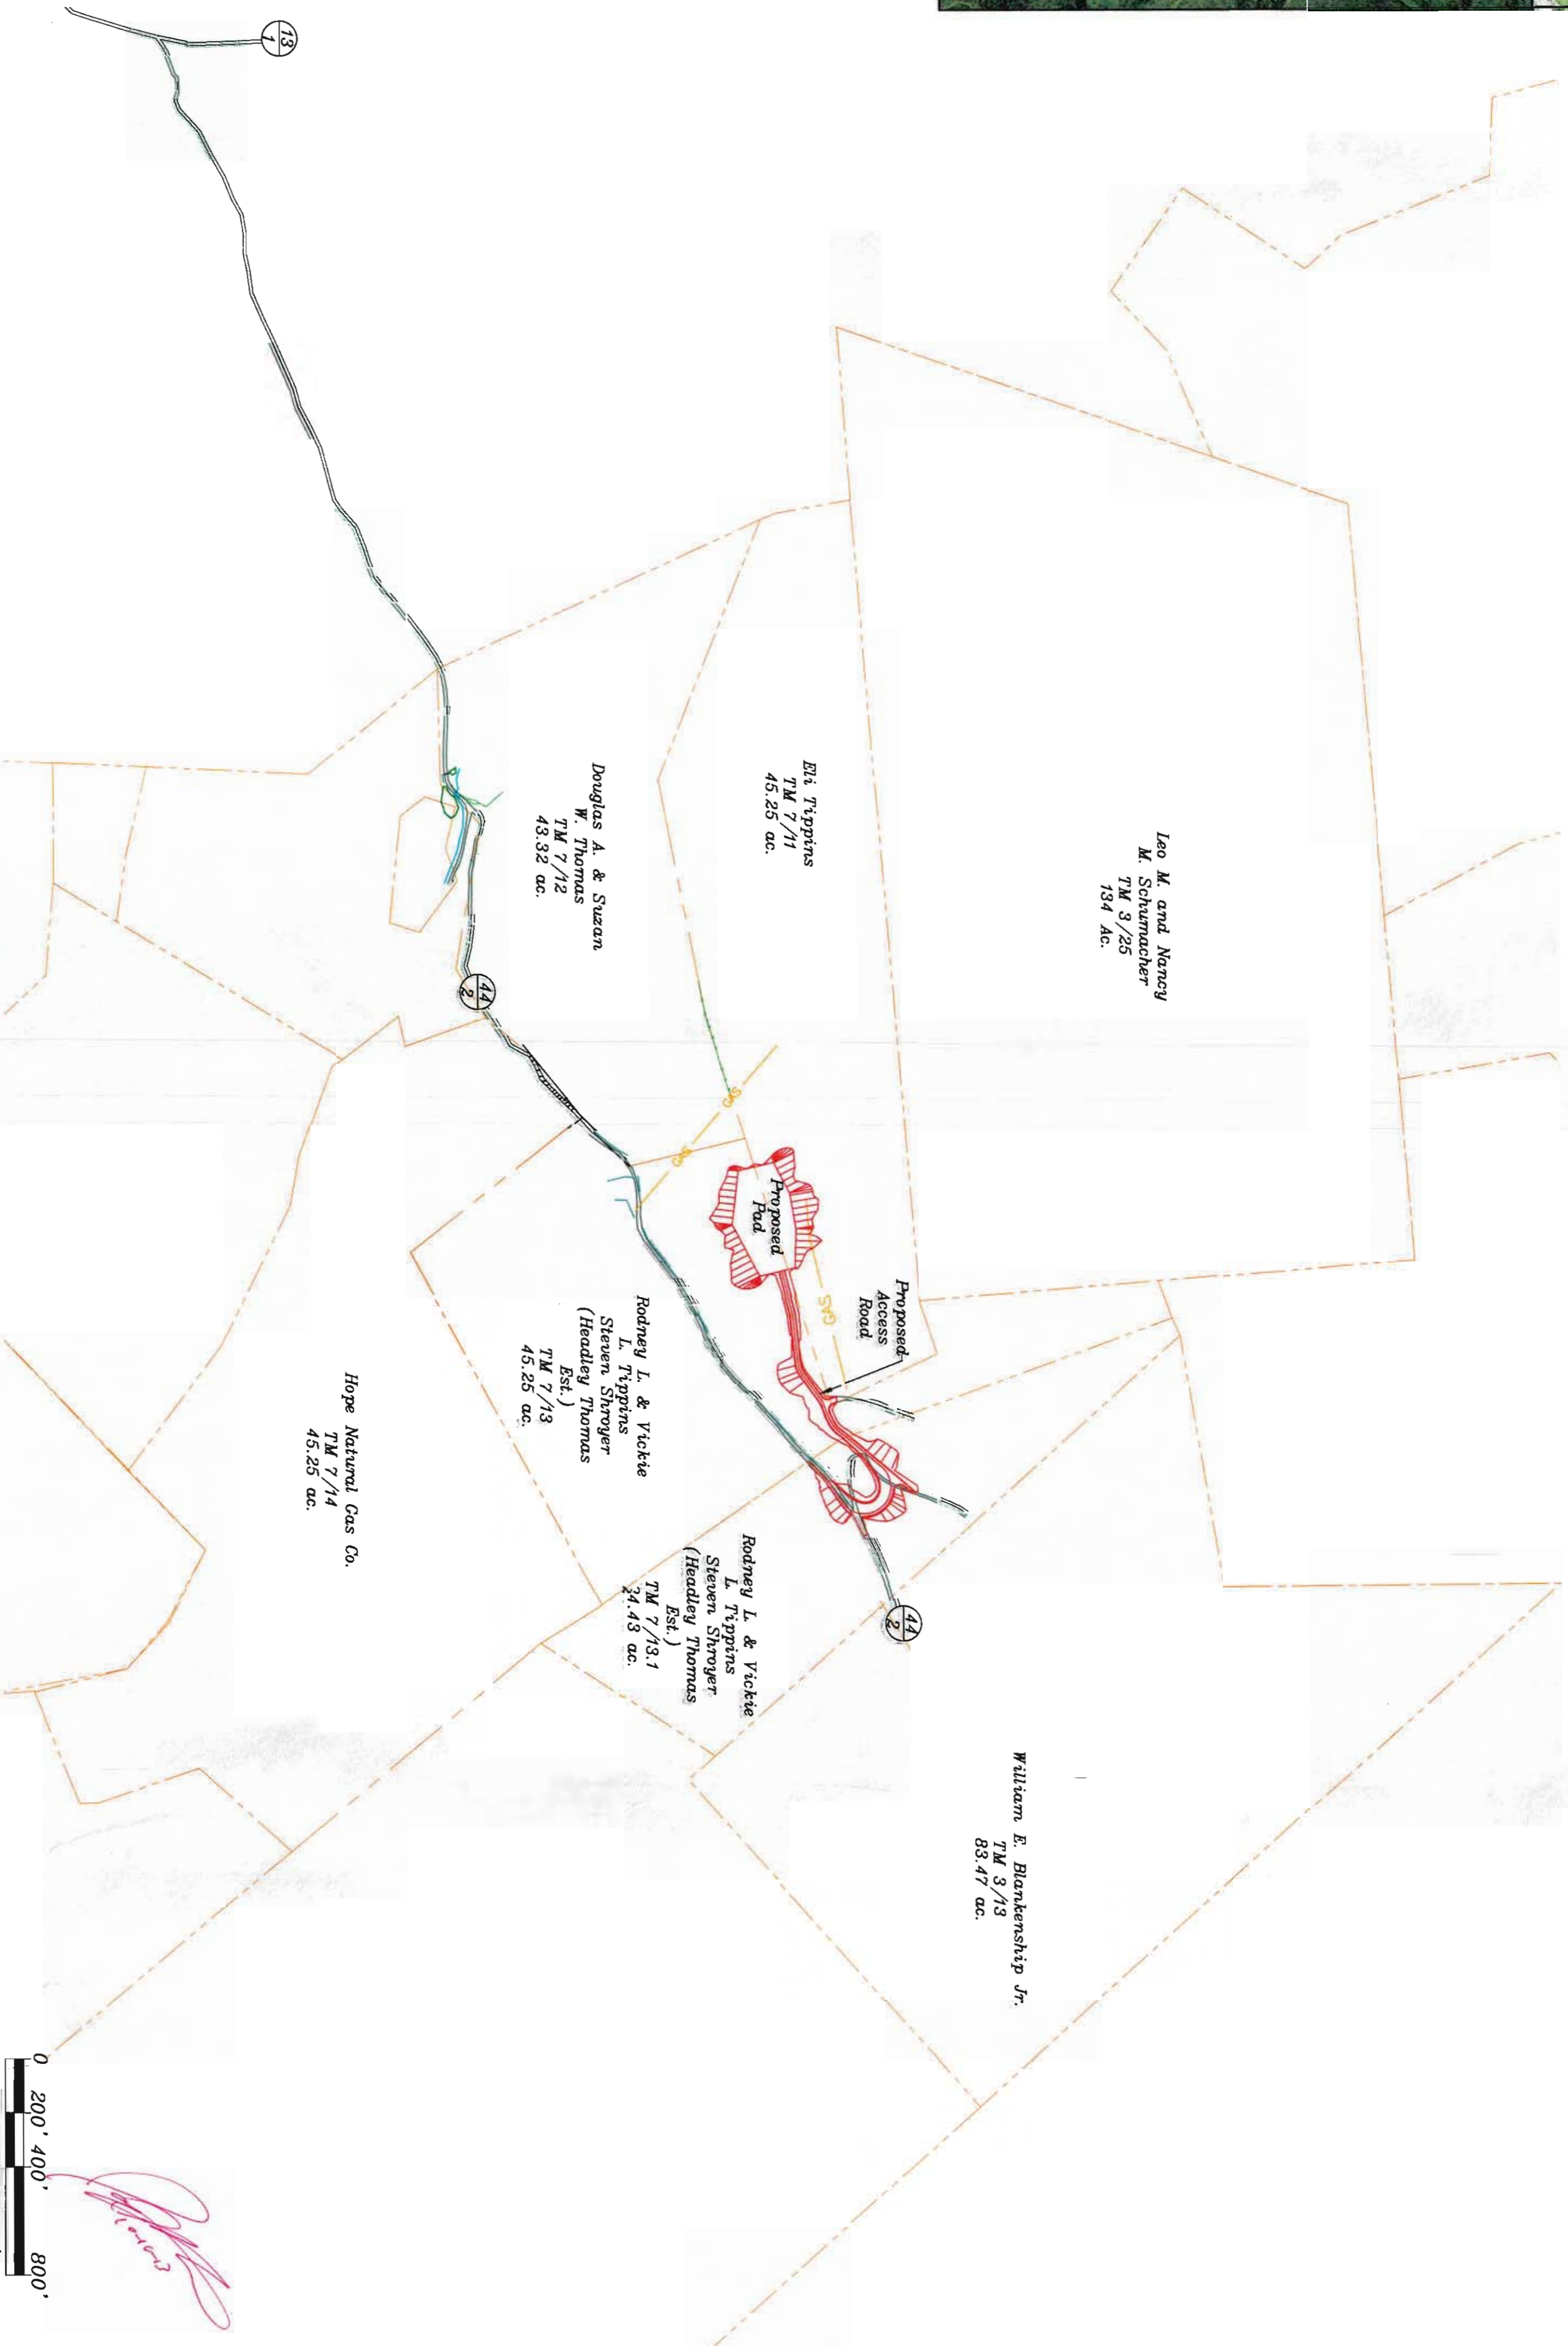 13
1
Leo M. and Nancy
M. Schumacher
TM 3/25
134 Ac.
Eli Tippins
TM 7/11
45.25 ac.
Douglas A. & Suzan
W. Thomas
TM 7/12
43.32 ac.
44
2
GAS
GAS
Proposed
Pad
GAS
Proposed
Access
Road
Rodney L. & Vickie
L. Tippins
Steven Shroyer
(Headley Thomas
Est.)
TM 7/13
45.25 ac.
Hope Natural Gas Co.
TM 7/14
45.25 ac.
Rodney L. & Vickie
L. Tippins
Steven Shroyer
(Headley Thomas
Est.)
TM 7/13.1
24.43 ac.
44
2
William E. Blankenship Jr.
TM 3/13
83.47 ac.
0 200' 400' 800'